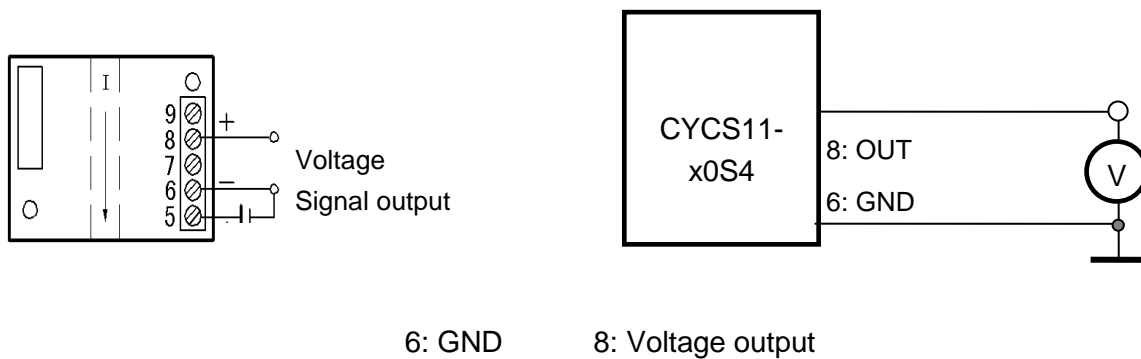 I
9
8
7
6
5
+
−
Voltage
Signal output
CYCS11-
x0S4
8: OUT
6: GND
V
6: GND 8: Voltage output